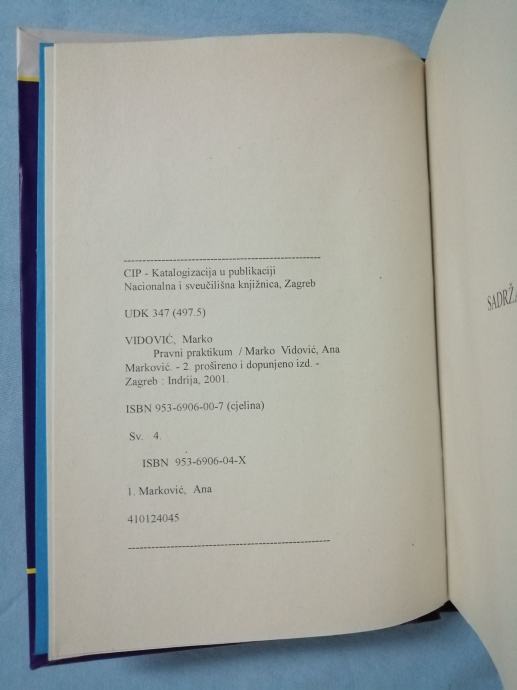 CIP - Katalogizacija u publikaciji
Nacionalna i sveučilišna knjižnica, Zagreb
UDK 347 (497.5)
VIDOVIĆ, Marko
Pravni praktikum / Marko Vidović, Ana
Marković. - 2. prošireno i dopunjeno izd. -
Zagreb : Indrija, 2001.
ISBN 953-6906-00-7 (cjelina)
Sv. 4.
ISBN 953-6906-04-X
1. Marković, Ana
410124045